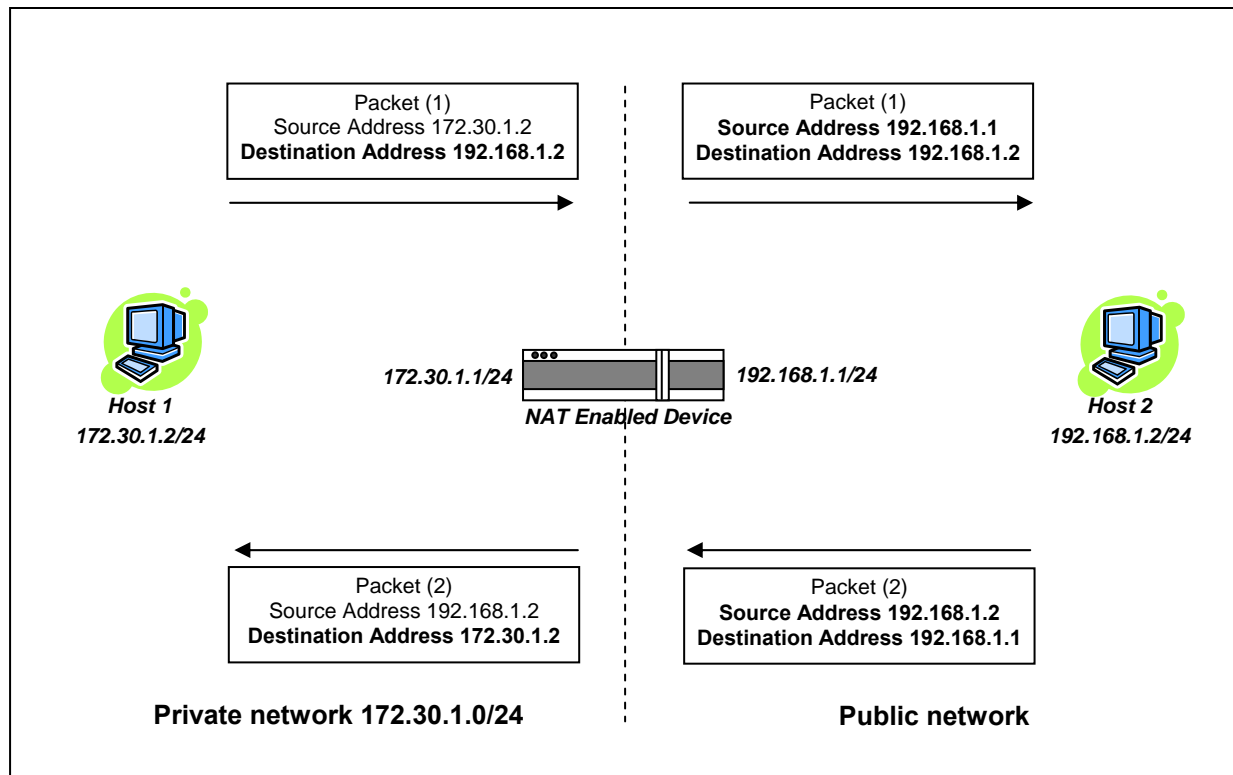 Packet (1)
Source Address 172.30.1.2
Destination Address 192.168.1.2
Packet (1)
Source Address 192.168.1.1
Destination Address 192.168.1.2
Host 1
172.30.1.2/24
172.30.1.1/24
192.168.1.1/24
NAT Enabled Device
Host 2
192.168.1.2/24
Packet (2)
Source Address 192.168.1.2
Destination Address 172.30.1.2
Packet (2)
Source Address 192.168.1.2
Destination Address 192.168.1.1
Private network 172.30.1.0/24
Public network